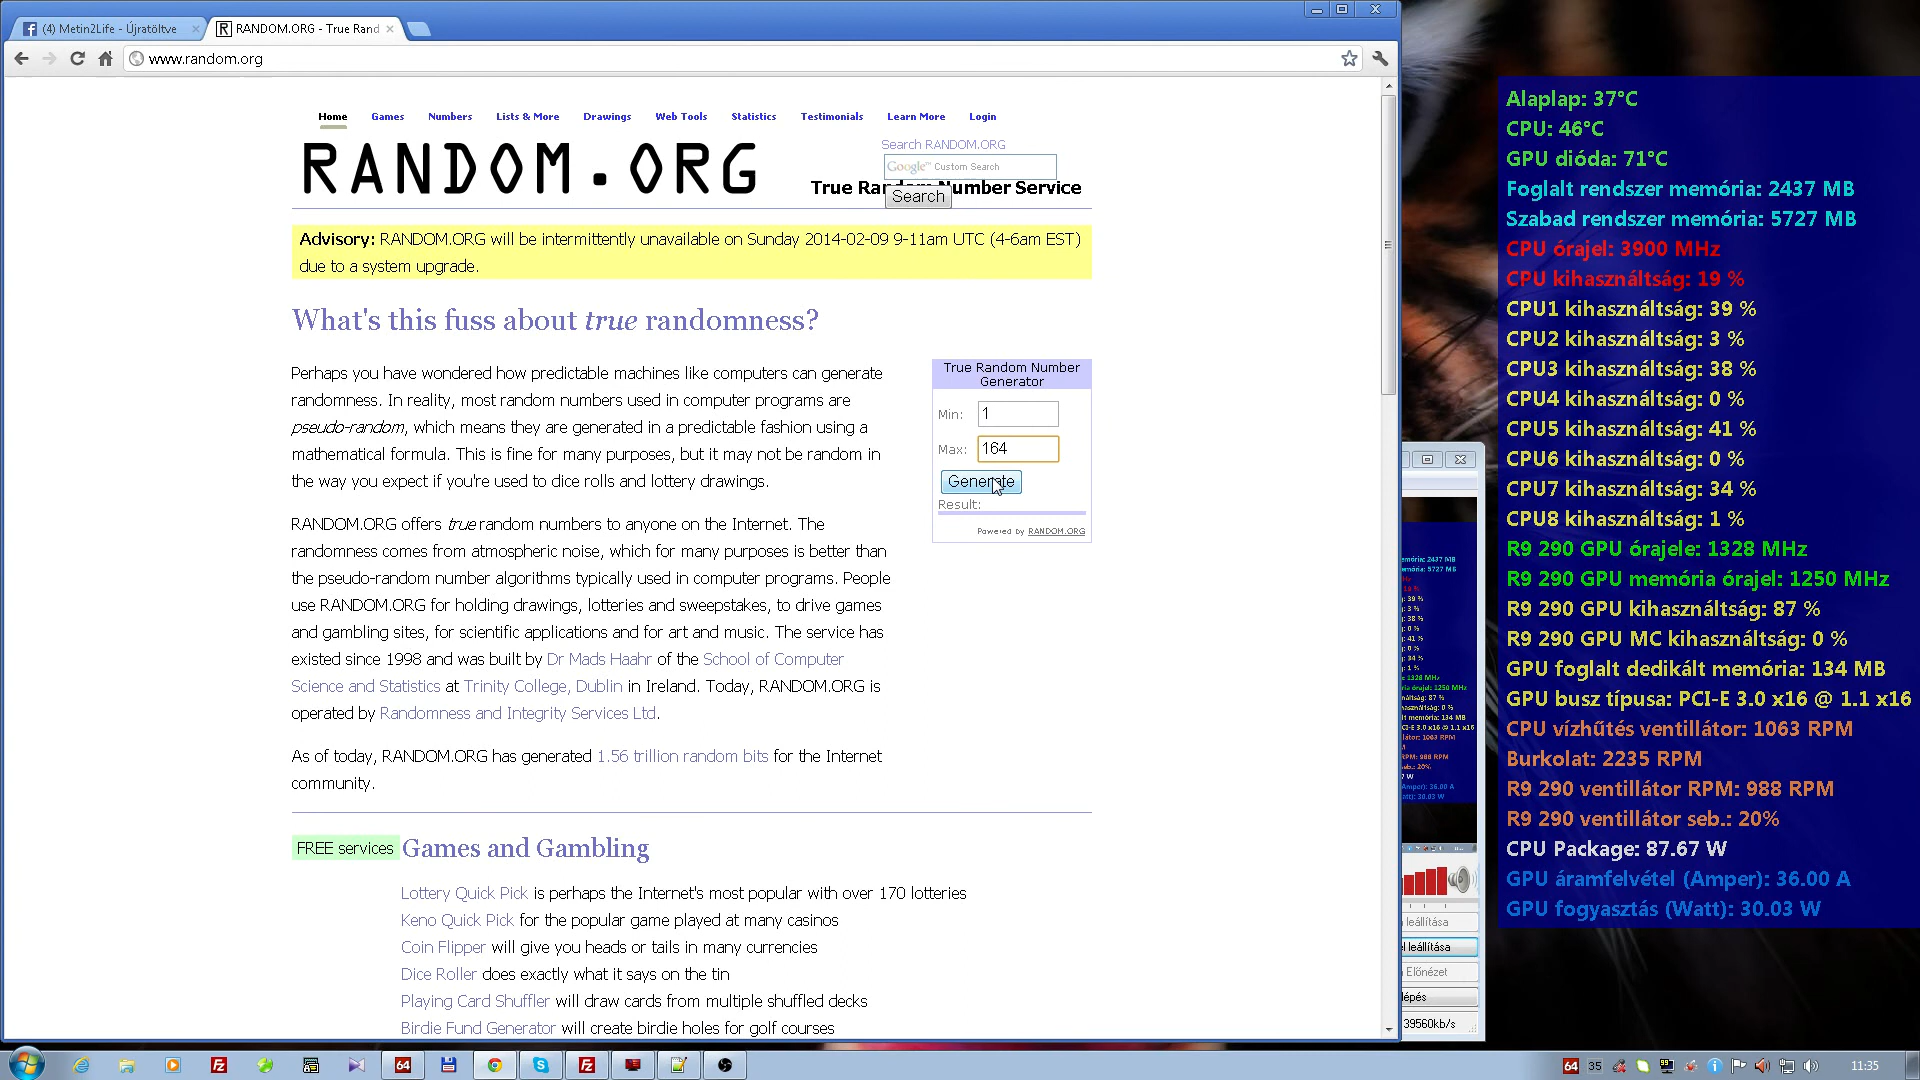 (4) Metin2Life - Újratöltve
RANDOM.ORG - True Rand
www.random.org
Home Games Numbers Lists & More Drawings Web Tools Statistics Testimonials Learn More Login
Search RANDOM.ORG
Google™ Custom Search
RANDOM.ORG
True Random Number Service
Search
Advisory: RANDOM.ORG will be intermittently unavailable on Sunday 2014-02-09 9-11am UTC (4-6am EST)
due to a system upgrade.
What's this fuss about true randomness?
Perhaps you have wondered how predictable machines like computers can generate
randomness. In reality, most random numbers used in computer programs are
pseudo-random, which means they are generated in a predictable fashion using a
mathematical formula. This is fine for many purposes, but it may not be random in
the way you expect if you're used to dice rolls and lottery drawings.
RANDOM.ORG offers true random numbers to anyone on the Internet. The
randomness comes from atmospheric noise, which for many purposes is better than
the pseudo-random number algorithms typically used in computer programs. People
use RANDOM.ORG for holding drawings, lotteries and sweepstakes, to drive games
and gambling sites, for scientific applications and for art and music. The service has
existed since 1998 and was built by Dr Mads Haahr of the School of Computer
Science and Statistics at Trinity College, Dublin in Ireland. Today, RANDOM.ORG is
operated by Randomness and Integrity Services Ltd.
As of today, RANDOM.ORG has generated 1.56 trillion random bits for the Internet
community.
True Random Number
Generator
Min: 1
Max: 164
Generate
Result:
Powered by RANDOM.ORG
FREE services Games and Gambling
Lottery Quick Pick is perhaps the Internet's most popular with over 170 lotteries
Keno Quick Pick for the popular game played at many casinos
Coin Flipper will give you heads or tails in many currencies
Dice Roller does exactly what it says on the tin
Playing Card Shuffler will draw cards from multiple shuffled decks
Birdie Fund Generator will create birdie holes for golf courses
Alaplap: 37°C
CPU: 46°C
GPU dióda: 71°C
Foglalt rendszer memória: 2437 MB
Szabad rendszer memória: 5727 MB
CPU órajel: 3900 MHz
CPU kihasználtság: 19 %
CPU1 kihasználtság: 39 %
CPU2 kihasználtság: 3 %
CPU3 kihasználtság: 38 %
CPU4 kihasználtság: 0 %
CPU5 kihasználtság: 41 %
CPU6 kihasználtság: 0 %
CPU7 kihasználtság: 34 %
CPU8 kihasználtság: 1 %
R9 290 GPU órajele: 1328 MHz
R9 290 GPU memória órajel: 1250 MHz
R9 290 GPU kihasználtság: 87 %
R9 290 GPU MC kihasználtság: 0 %
GPU foglalt dedikált memória: 134 MB
GPU busz típusa: PCI-E 3.0 x16 @ 1.1 x16
CPU vízhűtés ventillátor: 1063 RPM
Burkolat: 2235 RPM
R9 290 ventillátor RPM: 988 RPM
R9 290 ventillátor seb.: 20%
CPU Package: 87.67 W
GPU áramfelvétel (Amper): 36.00 A
GPU fogyasztás (Watt): 30.03 W
leállítása
leállítása
Előnézet
lépés
39560kb/s
64
64 35
11:35